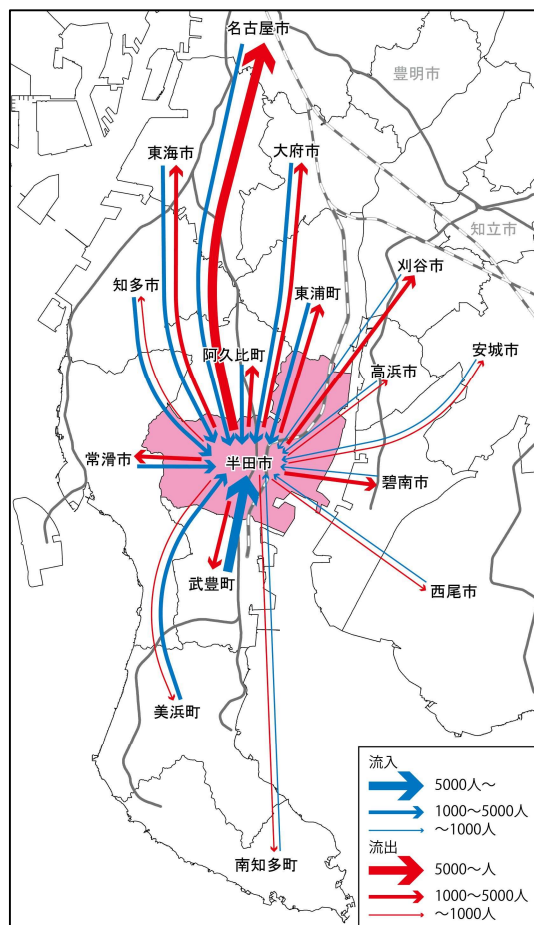 名古屋市
豊明市
東海市
大府市
知立市
刈谷市
知多市
東浦町
安城市
阿久比町
高浜市
常滑市
半田市
碧南市
武豊町
西尾市
美浜町
南知多町
流入
5000人～
1000～5000人
～1000人
流出
5000～人
1000～5000人
～1000人